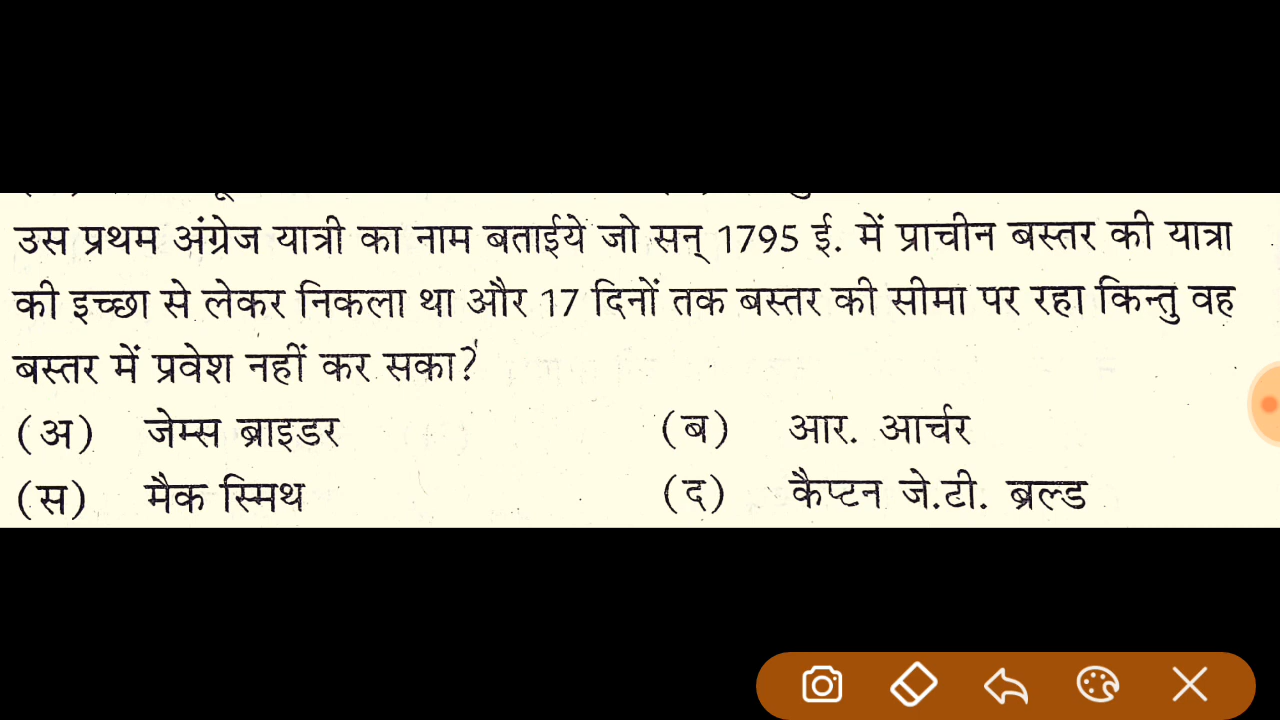 उस प्रथम अंग्रेज यात्री का नाम बताईये जो सन् 1795 ई. में प्राचीन बस्तर की यात्रा
की इच्छा से लेकर निकला था और 17 दिनों तक बस्तर की सीमा पर रहा किन्तु वह
बस्तर में प्रवेश नहीं कर सका?
(अ) जेम्स ब्राइडर (ब) आर. आर्चर
(स) मैक स्मिथ (द) कैप्टन जे.टी. ब्रल्ड